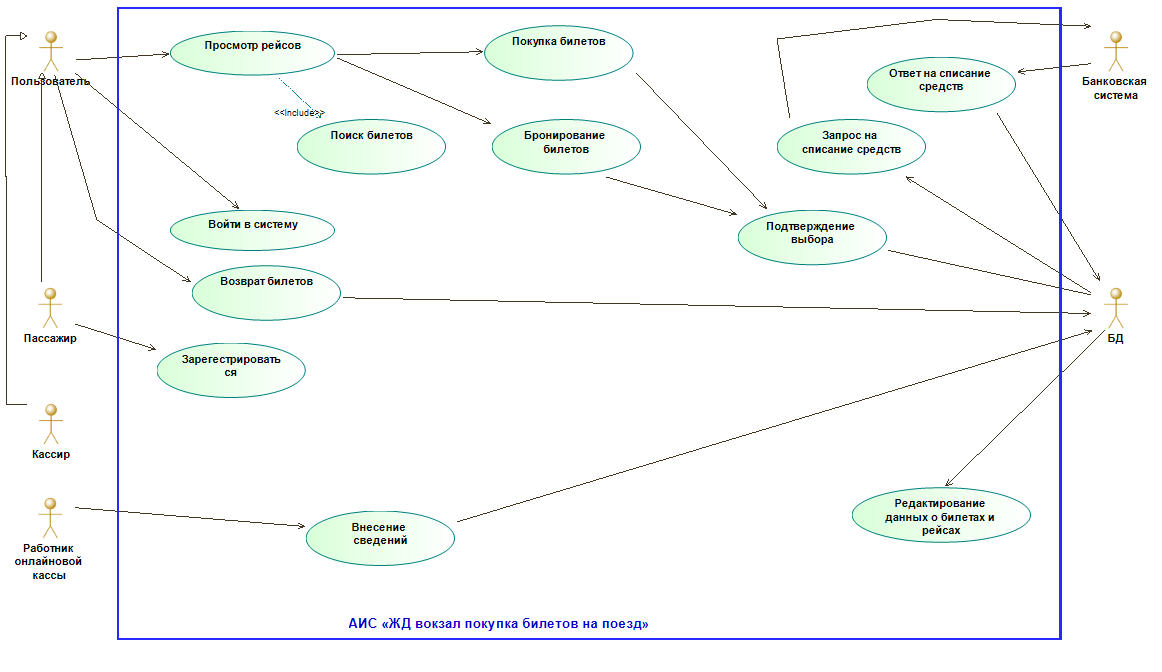 Просмотр рейсов
Покупка билетов
Ответ на списание
средств
Пользователь
Банковская
система
<<Include>>
Поиск билетов
Бронирование
билетов
Запрос на
списание средств
Войти в систему
Подтверждение
выбора
Возврат билетов
Пассажир
БД
Зарегестрировать
ся
Кассир
Редактирование
данных о билетах и
рейсах
Внесение
сведений
Работник
онлайновой
кассы
АИС «ЖД вокзал покупка билетов на поезд»